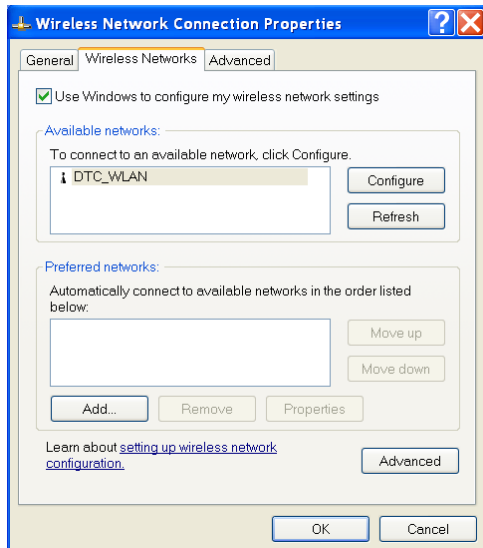 Wireless Network Connection Properties
General Wireless Networks Advanced
Use Windows to configure my wireless network settings
Available networks:
To connect to an available network, click Configure.
DTC_WLAN
Configure
Refresh
Preferred networks:
Automatically connect to available networks in the order listed
below:
Move up
Move down
Add... Remove Properties
Learn about setting up wireless network
configuration.
Advanced
OK Cancel